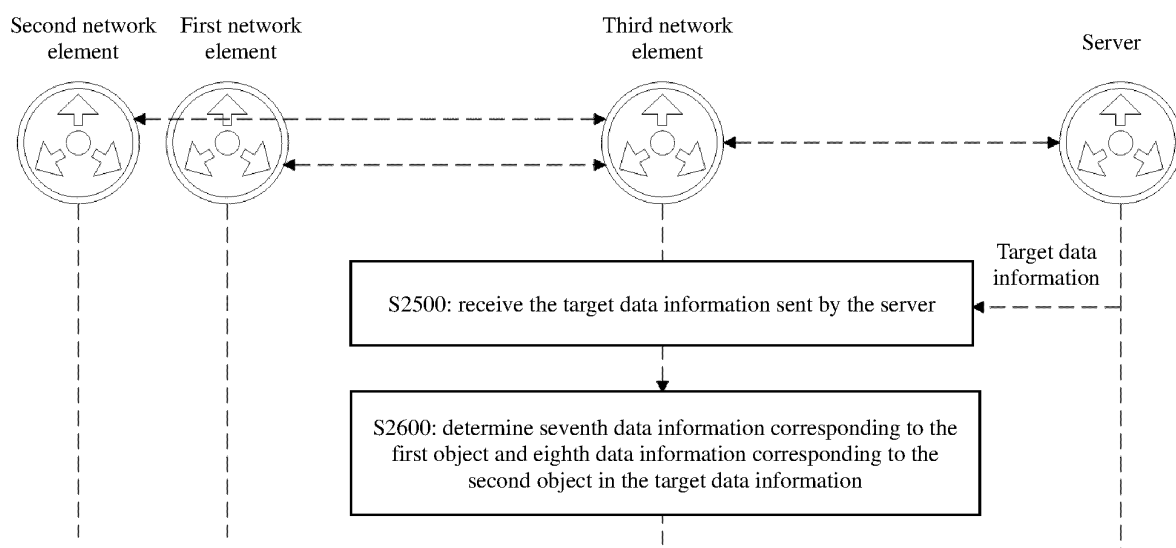 Second network
element
First network
element
Third network
element
Server
Target data
information
S2500: receive the target data information sent by the server
S2600: determine seventh data information corresponding to the
first object and eighth data information corresponding to the
second object in the target data information